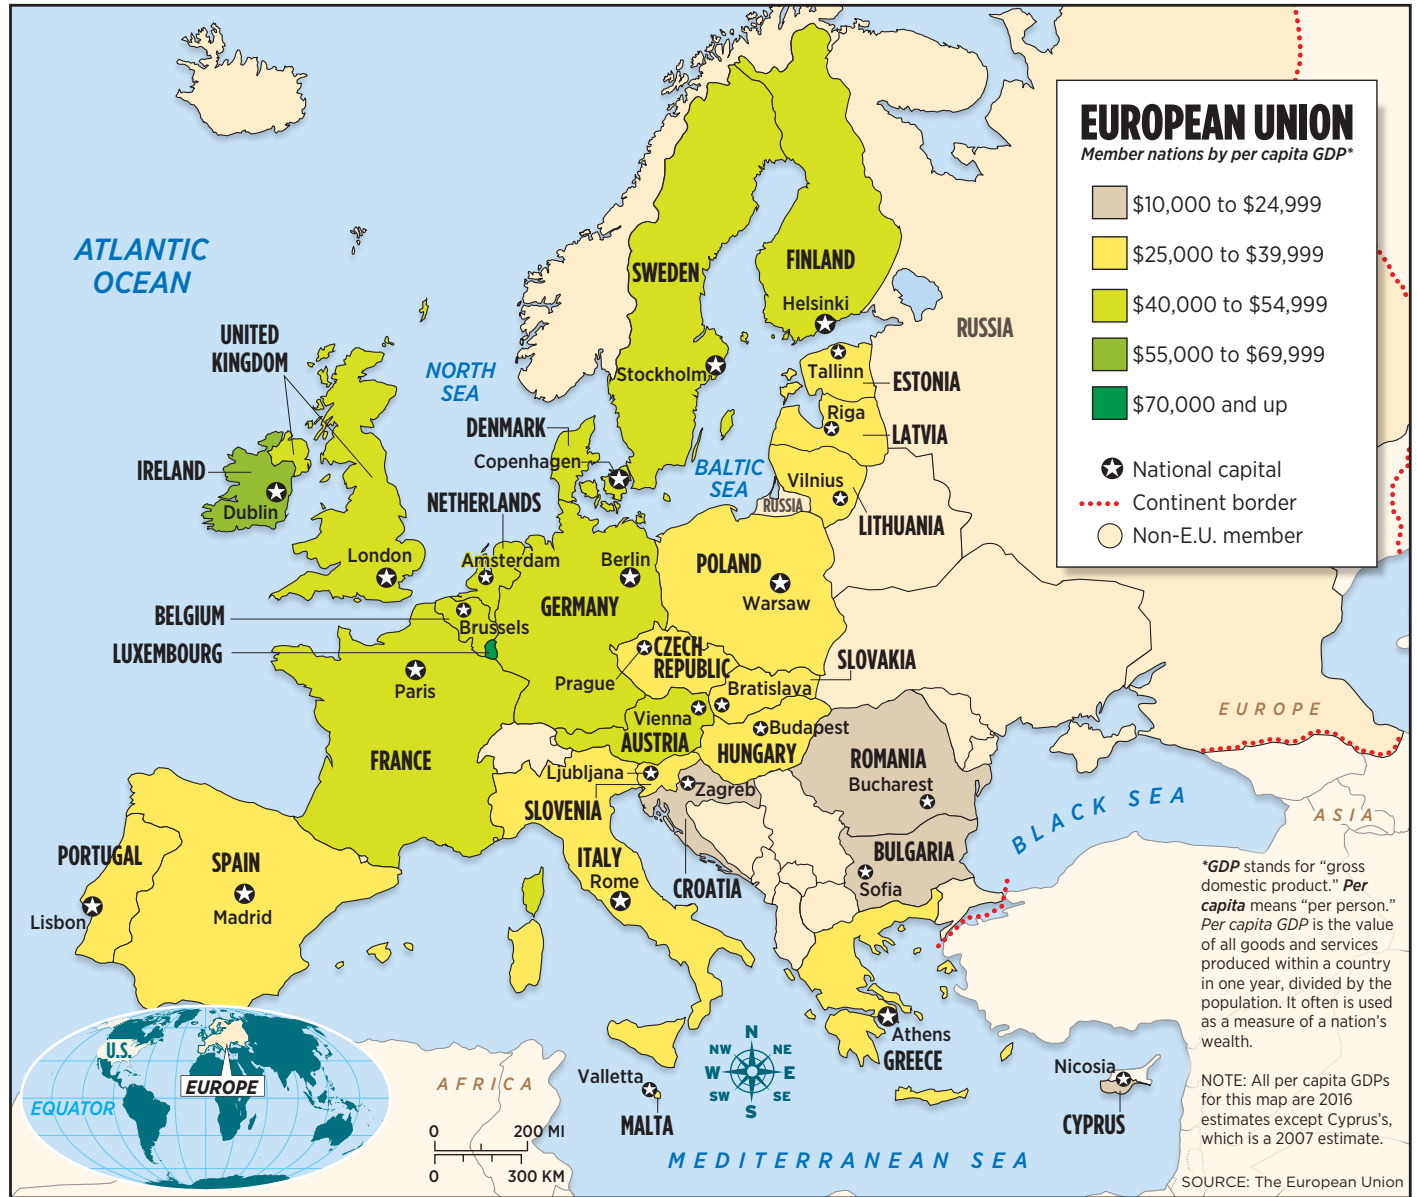 EUROPEAN UNION
Member nations by per capita GDP*
$10,000 to $24,999
$25,000 to $39,999
$40,000 to $54,999
$55,000 to $69,999
$70,000 and up
National capital
Continent border
Non-E.U. member
ATLANTIC
OCEAN
SWEDEN
FINLAND
Helsinki
RUSSIA
UNITED
KINGDOM
NORTH
SEA
Stockholm
Tallinn
ESTONIA
Riga
LATVIA
DENMARK
Copenhagen
BALTIC
SEA
Vilnius
RUSSIA
LITHUANIA
IRELAND
Dublin
NETHERLANDS
London
Amsterdam
Berlin
POLAND
Warsaw
GERMANY
BELGIUM
Brussels
LUXEMBOURG
CZECH
REPUBLIC
Prague
SLOVAKIA
Bratislava
Paris
Vienna
AUSTRIA
Budapest
HUNGARY
FRANCE
ROMANIA
Bucharest
EUROPE
Ljubljana
Zagreb
SLOVENIA
BLACK SEA
ASIA
PORTUGAL
SPAIN
Lisbon
Madrid
ITALY
Rome
CROATIA
BULGARIA
Sofia
*GDP stands for “gross
domestic product.” Per
capita means “per person.”
Per capita GDP is the value
of all goods and services
produced within a country
in one year, divided by the
population. It often is used
as a measure of a nation’s
wealth.
NOTE: All per capita GDPs
for this map are 2016
estimates except Cyprus’s,
which is a 2007 estimate.
SOURCE: The European Union
Athens
GREECE
Nicosia
CYPRUS
Valletta
MALTA
N
NW NE
W E
SW SE
S
AFRICA
U.S.
EUROPE
EQUATOR
0 200 MI
0 300 KM
MEDITERRANEAN SEA